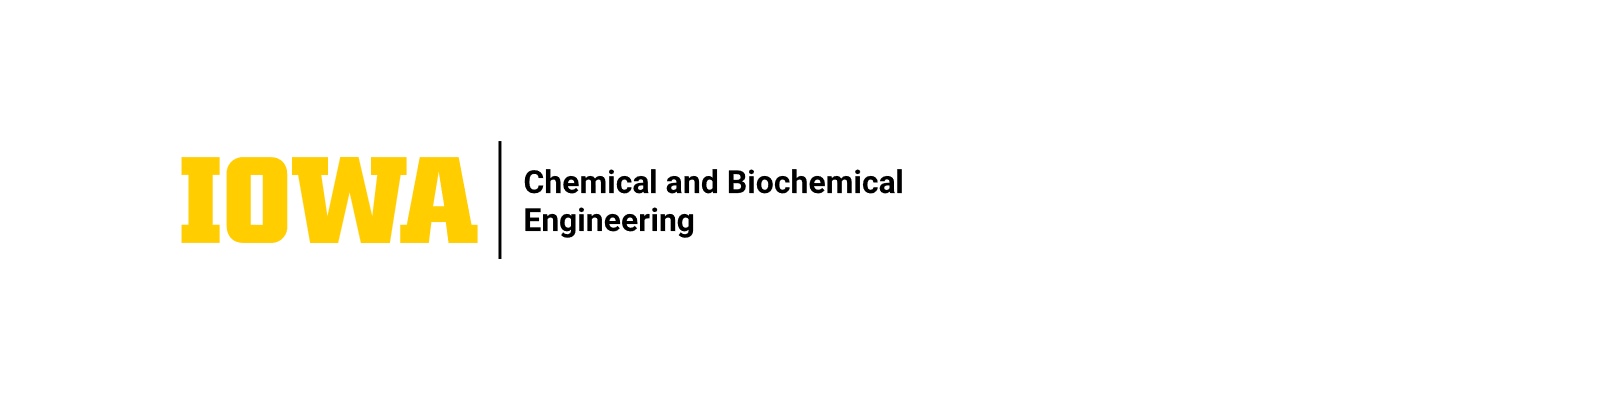 IOWA
Chemical and Biochemical
Engineering